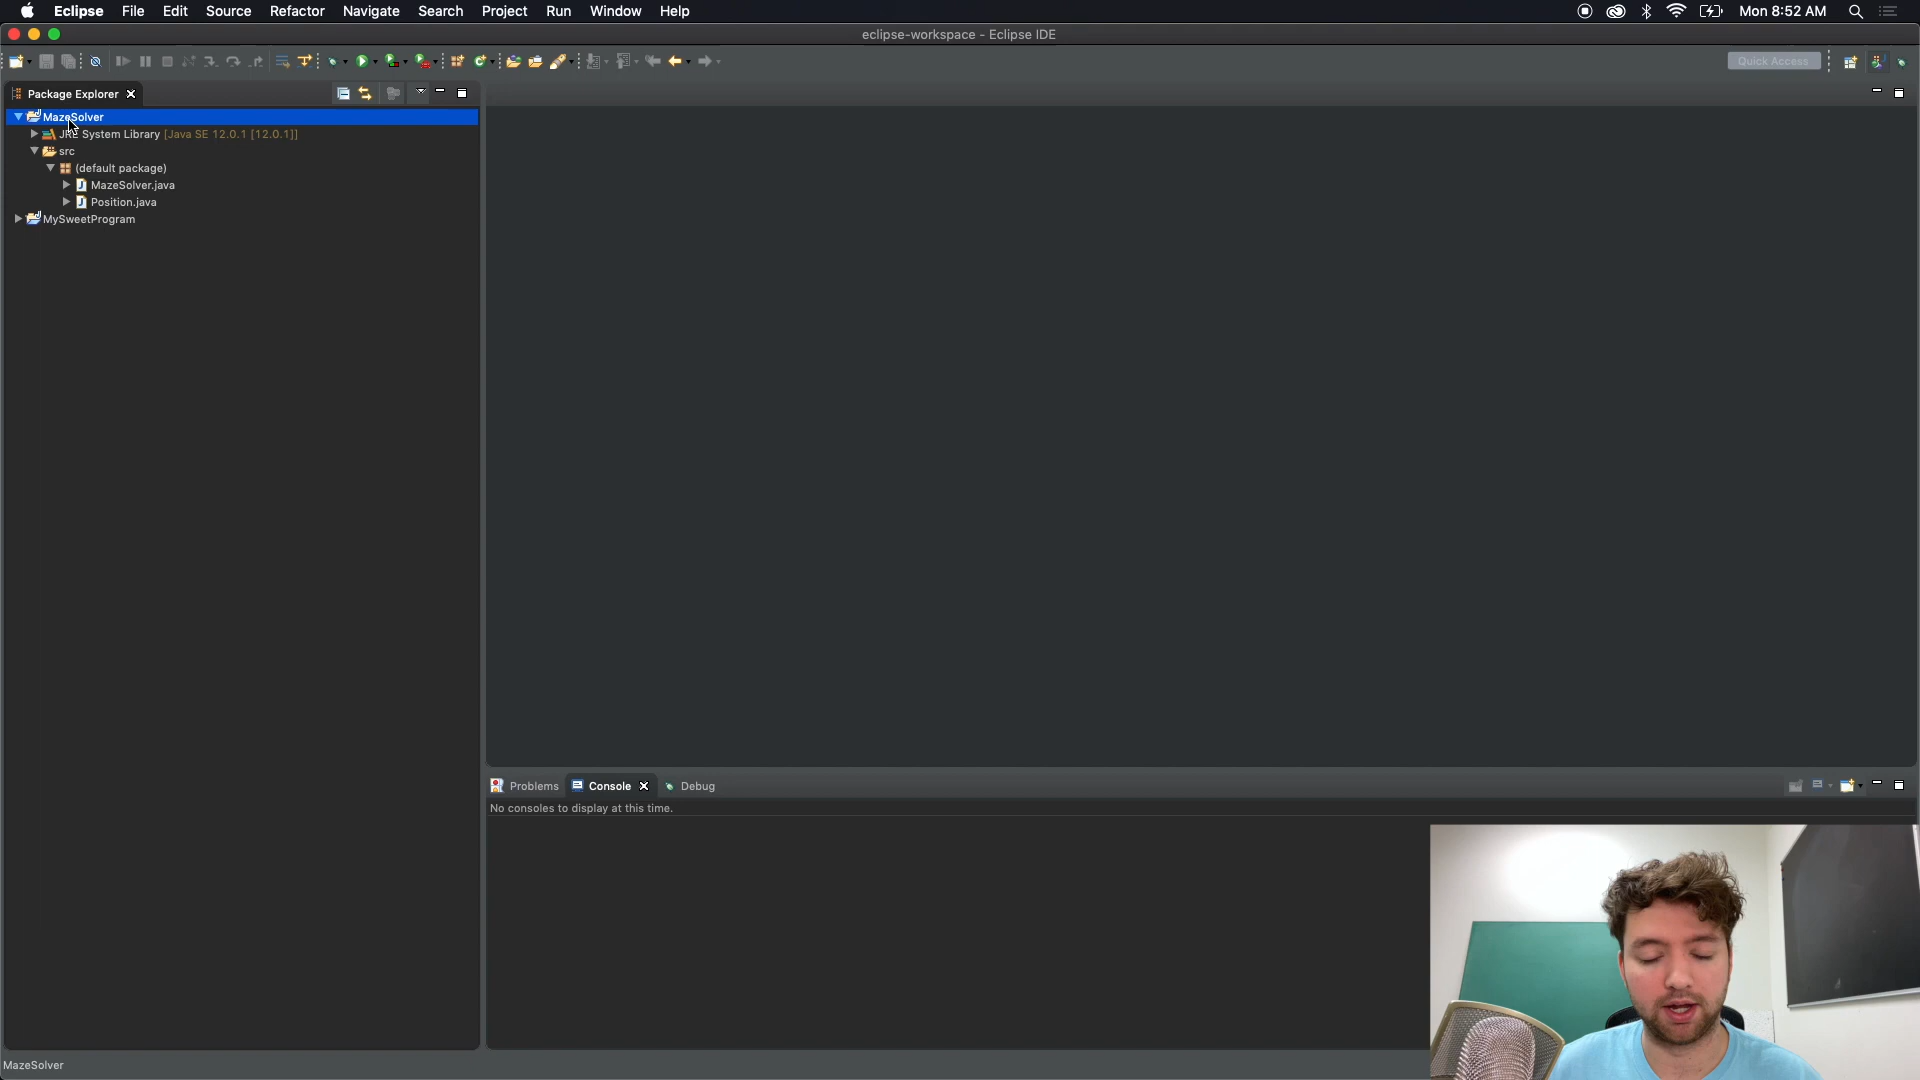 Eclipse File Edit Source Refactor Navigate Search Project Run Window Help Mon 8:52 AM
eclipse-workspace - Eclipse IDE
Quick Access
Package Explorer
MazeSolver
JRE System Library [Java SE 12.0.1 [12.0.1]]
src
(default package)
MazeSolver.java
Position.java
MySweetProgram
Problems Console Debug
No consoles to display at this time.
MazeSolver